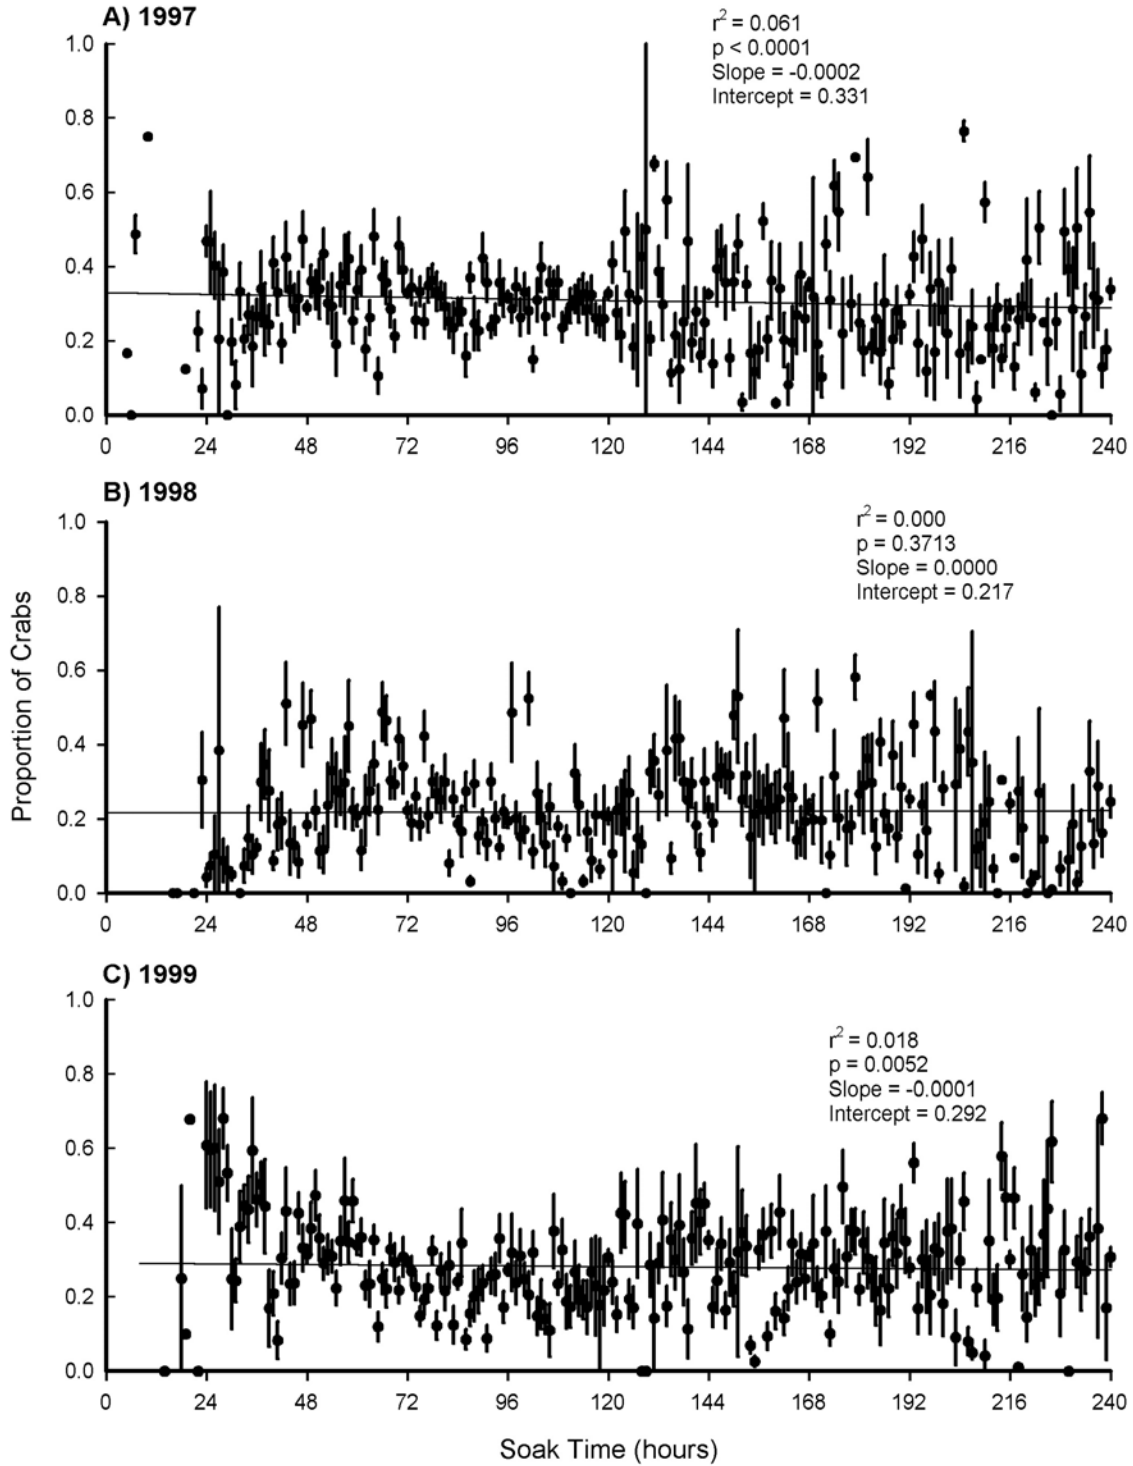 A) 1997
r² = 0.061
p < 0.0001
Slope = -0.0002
Intercept = 0.331
1.0
0.8
0.6
0.4
0.2
0.0
0 24 48 72 96 120 144 168 192 216 240
B) 1998
r² = 0.000
p = 0.3713
Slope = 0.0000
Intercept = 0.217
1.0
0.8
0.6
0.4
0.2
0.0
0 24 48 72 96 120 144 168 192 216 240
Proportion of Crabs
C) 1999
r² = 0.018
p = 0.0052
Slope = -0.0001
Intercept = 0.292
1.0
0.8
0.6
0.4
0.2
0.0
0 24 48 72 96 120 144 168 192 216 240
Soak Time (hours)